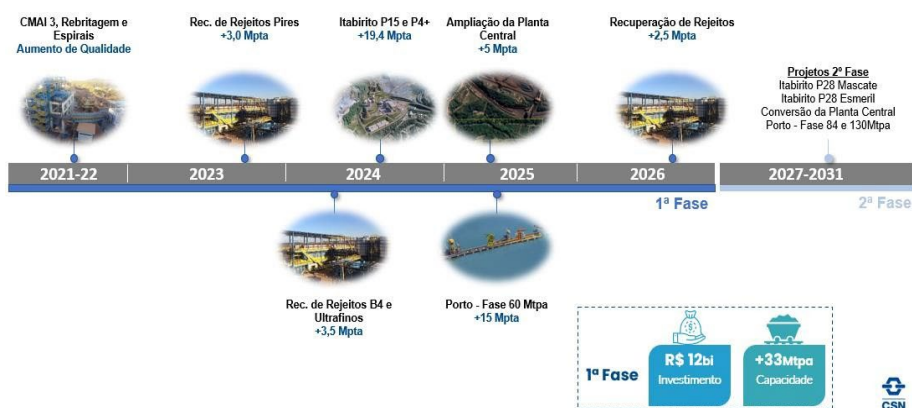 CMAI 3, Rebritagem e
Espirais
Aumento de Qualidade
Rec. de Rejeitos Pires
+3,0 Mpta
Itabirito P15 e P4+
+19,4 Mpta
Ampliação da Planta
Central
+5 Mpta
Recuperação de Rejeitos
+2,5 Mpta
Projetos 2º Fase
Itabirito P28 Mascate
Itabirito P28 Esmeril
Conversão da Planta Central
Porto - Fase 84 e 130Mtpa
2021-22
2023
2024
2025
2026
2027-2031
1ª Fase
2ª Fase
Rec. de Rejeitos B4 e
Ultrafinos
+3,5 Mpta
Porto - Fase 60 Mtpa
+15 Mpta
1ª Fase
R$ 12bi
Investimento
+33Mtpa
Capacidade
CSN